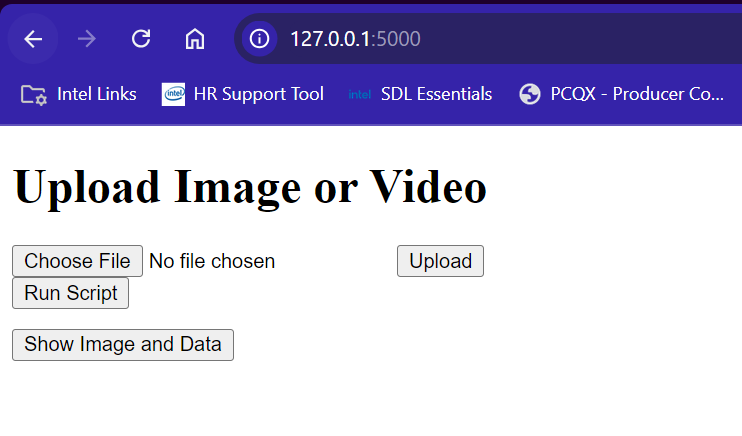 127.0.0.1:5000
Intel Links intel HR Support Tool intel SDL Essentials PCQX - Producer Co...
Upload Image or Video
Choose File No file chosen Upload
Run Script
Show Image and Data